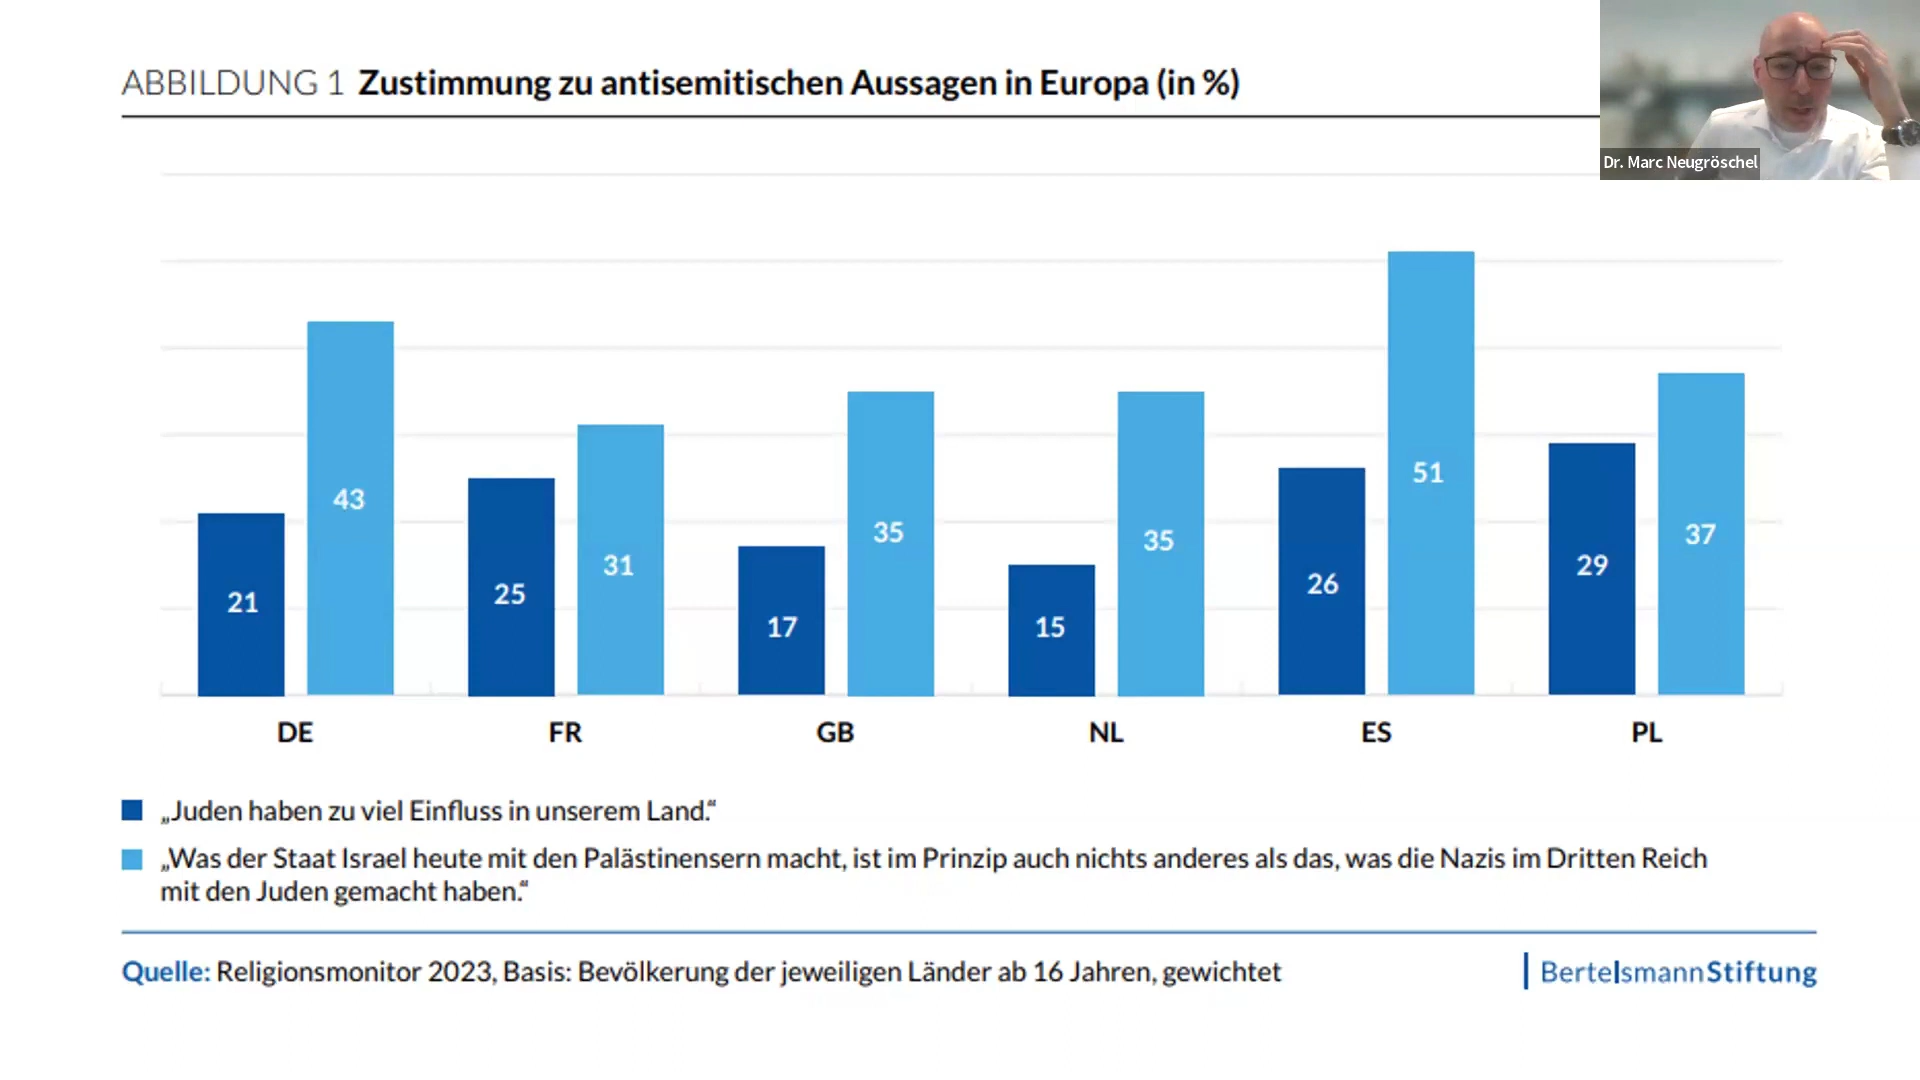 ABBILDUNG 1 Zustimmung zu antisemitischen Aussagen in Europa (in %)
Dr. Marc Neugröschel
21 43 25 31 17 35 15 35 26 51 29 37
DE FR GB NL ES PL
„Juden haben zu viel Einfluss in unserem Land.“
„Was der Staat Israel heute mit den Palästinensern macht, ist im Prinzip auch nichts anderes als das, was die Nazis im Dritten Reich
mit den Juden gemacht haben.“
Quelle: Religionsmonitor 2023, Basis: Bevölkerung der jeweiligen Länder ab 16 Jahren, gewichtet
BertelsmannStiftung